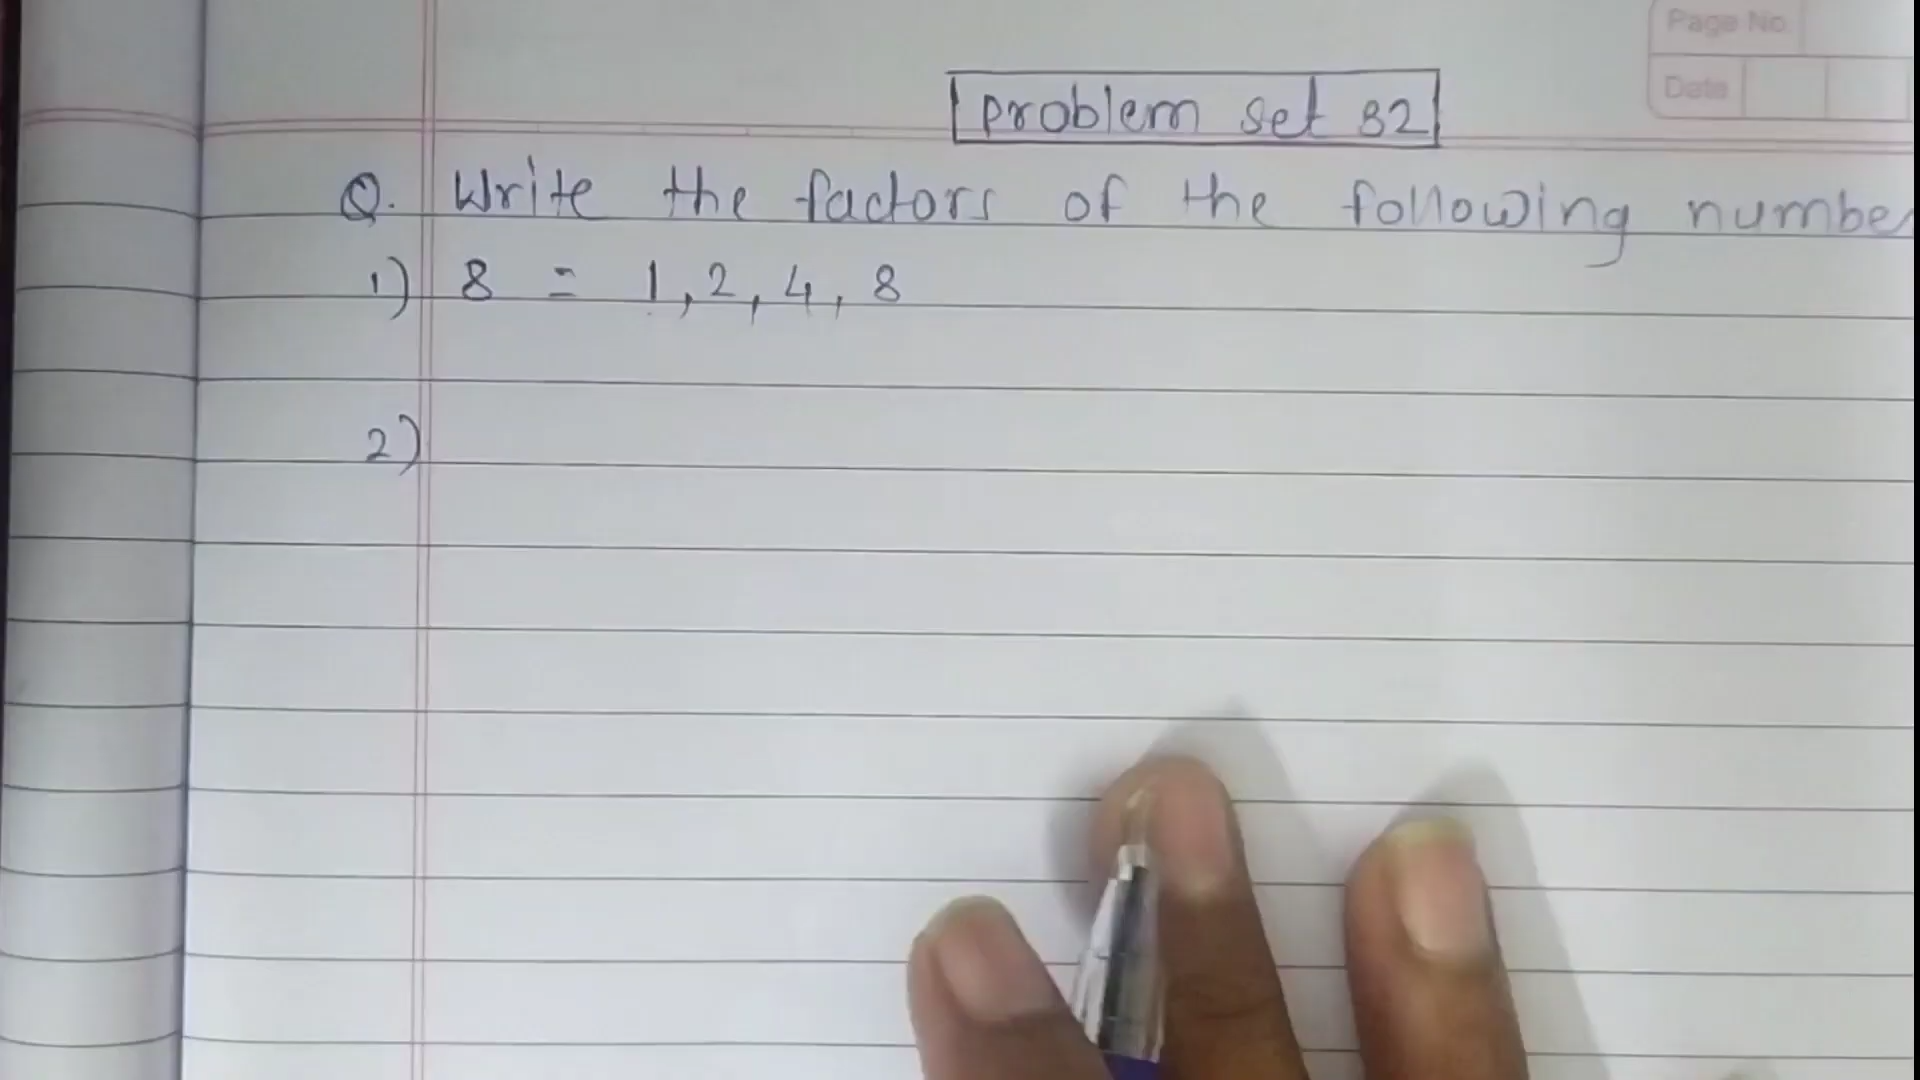 Page No.
Date
Problem set 32
Q. Write the factors of the following number
1) 8 = 1, 2, 4, 8
2)